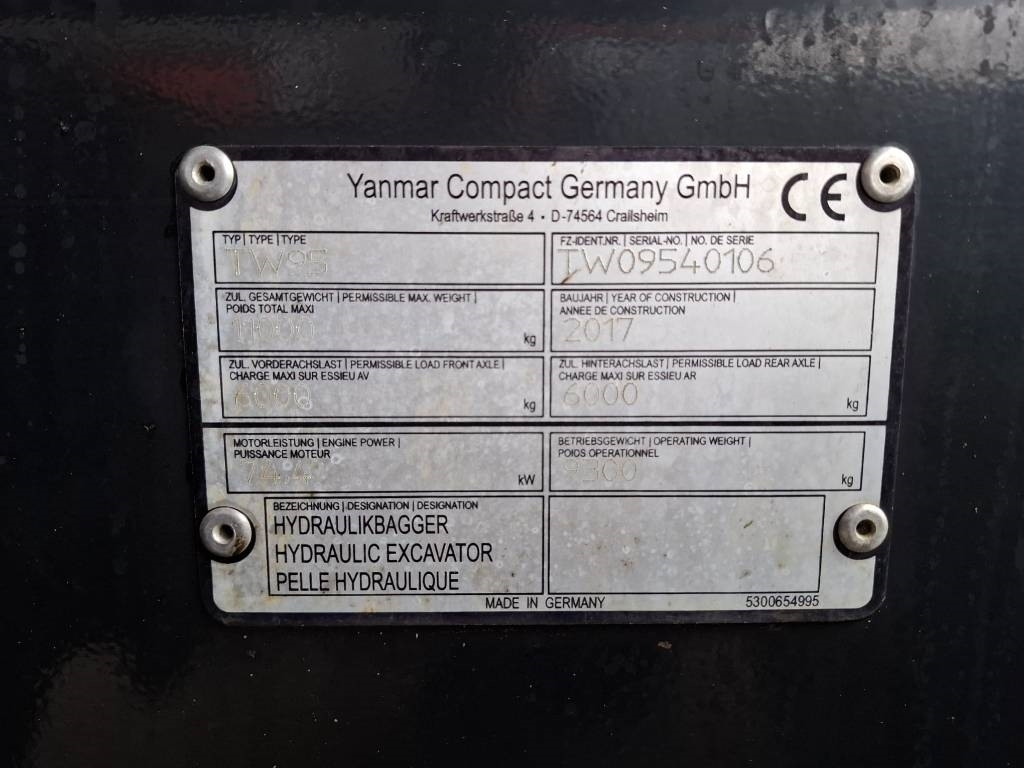 Yanmar Compact Germany GmbH CE
Kraftwerkstraße 4 • D-74564 Crailsheim
TYP | TYPE | TYPE
TW95
FZ-IDENT.NR. | SERIAL-NO. | NO. DE SERIE
TW09540106
ZUL. GESAMTGEWICHT | PERMISSIBLE MAX. WEIGHT |
POIDS TOTAL MAXI
kg
BAUJAHR | YEAR OF CONSTRUCTION |
ANNEE DE CONSTRUCTION
2017
ZUL. VORDERACHSLAST | PERMISSIBLE LOAD FRONT AXLE |
CHARGE MAXI SUR ESSIEU AV
6000 kg
ZUL. HINTERACHSLAST | PERMISSIBLE LOAD REAR AXLE |
CHARGE MAXI SUR ESSIEU AR
6000 kg
MOTORLEISTUNG | ENGINE POWER |
PUISSANCE MOTEUR
kW
BETRIEBSGEWICHT | OPERATING WEIGHT |
POIDS OPERATIONNEL
9300 kg
BEZEICHNUNG | DESIGNATION | DESIGNATION
HYDRAULIKBAGGER
HYDRAULIC EXCAVATOR
PELLE HYDRAULIQUE
MADE IN GERMANY
5300654995